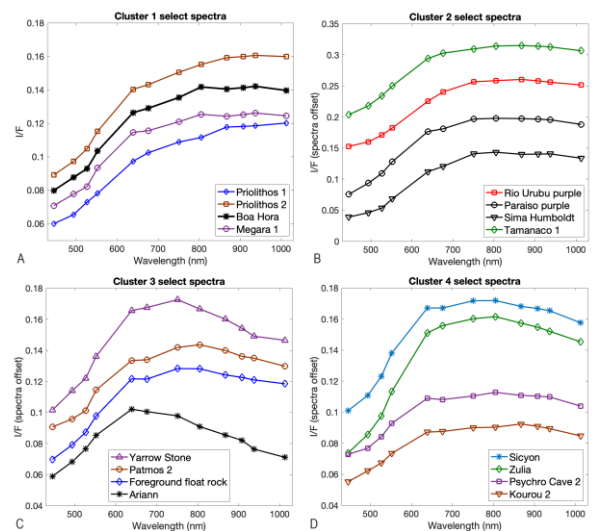 Cluster 1 select spectra
0.18
0.16
0.14
0.12
0.1
0.08
0.06
I/F
Priolithos 1
Priolithos 2
Boa Hora
Megara 1
500 600 700 800 900 1000
Wavelength (nm)
A
Cluster 2 select spectra
0.35
0.3
0.25
0.2
0.15
0.1
0.05
0
I/F (spectra offset)
Rio Urubu purple
Paraiso purple
Sima Humboldt
Tamanaco 1
500 600 700 800 900 1000
Wavelength (nm)
B
Cluster 3 select spectra
0.18
0.16
0.14
0.12
0.1
0.08
0.06
0.04
I/F (spectra offset)
Yarrow Stone
Patmos 2
Foreground float rock
Ariann
500 600 700 800 900 1000
Wavelength (nm)
C
Cluster 4 select spectra
0.18
0.16
0.14
0.12
0.1
0.08
0.06
0.04
I/F (spectra offset)
Sicyon
Zulia
Psychro Cave 2
Kourou 2
500 600 700 800 900 1000
Wavelength (nm)
D